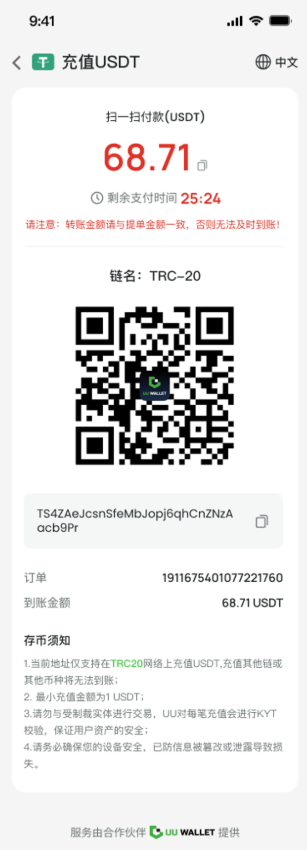 9:41
充值USDT
中文
扫一扫付款(USDT)
68.71
剩余支付时间 25:24
请注意：转账金额请与提单金额一致，否则无法及时到账！
链名：TRC-20
UU WALLET
TS4ZAeJcsnSfeMbJopj6qhCnZNzA
acb9Pr
订单 1911675401077221760
到账金额 68.71 USDT
存币须知
1.当前地址仅支持在TRC20网络上充值USDT,充值其他链或
其他币种将无法到账；
2. 最小充值金额为1 USDT；
3.请勿与受制裁实体进行交易，UU对每笔充值会进行KYT
校验，保证用户资产的安全；
4.请务必确保您的设备安全，已防信息被篡改或泄露导致损
失。
服务由合作伙伴 UU WALLET 提供